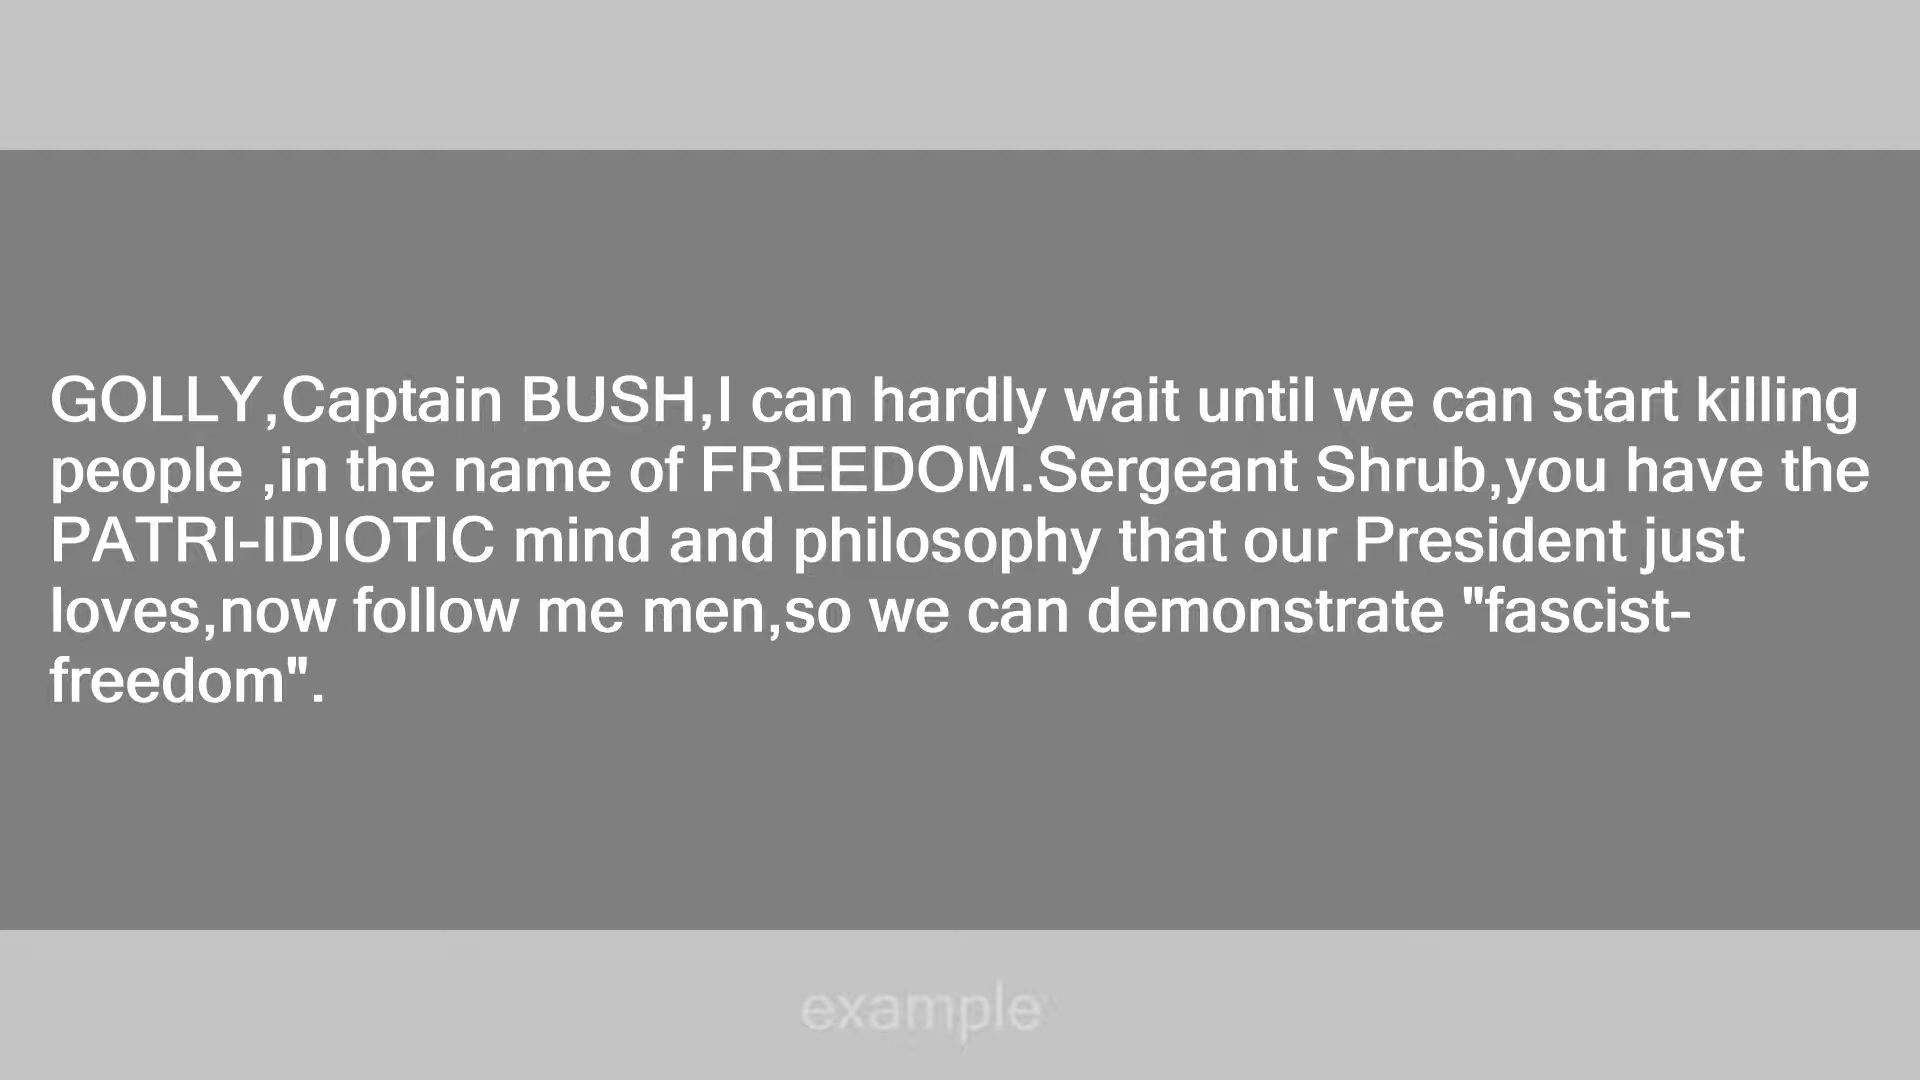 GOLLY,Captain BUSH,I can hardly wait until we can start killing
people ,in the name of FREEDOM.Sergeant Shrub,you have the
PATRI-IDIOTIC mind and philosophy that our President just
loves,now follow me men,so we can demonstrate "fascist-
freedom".
example